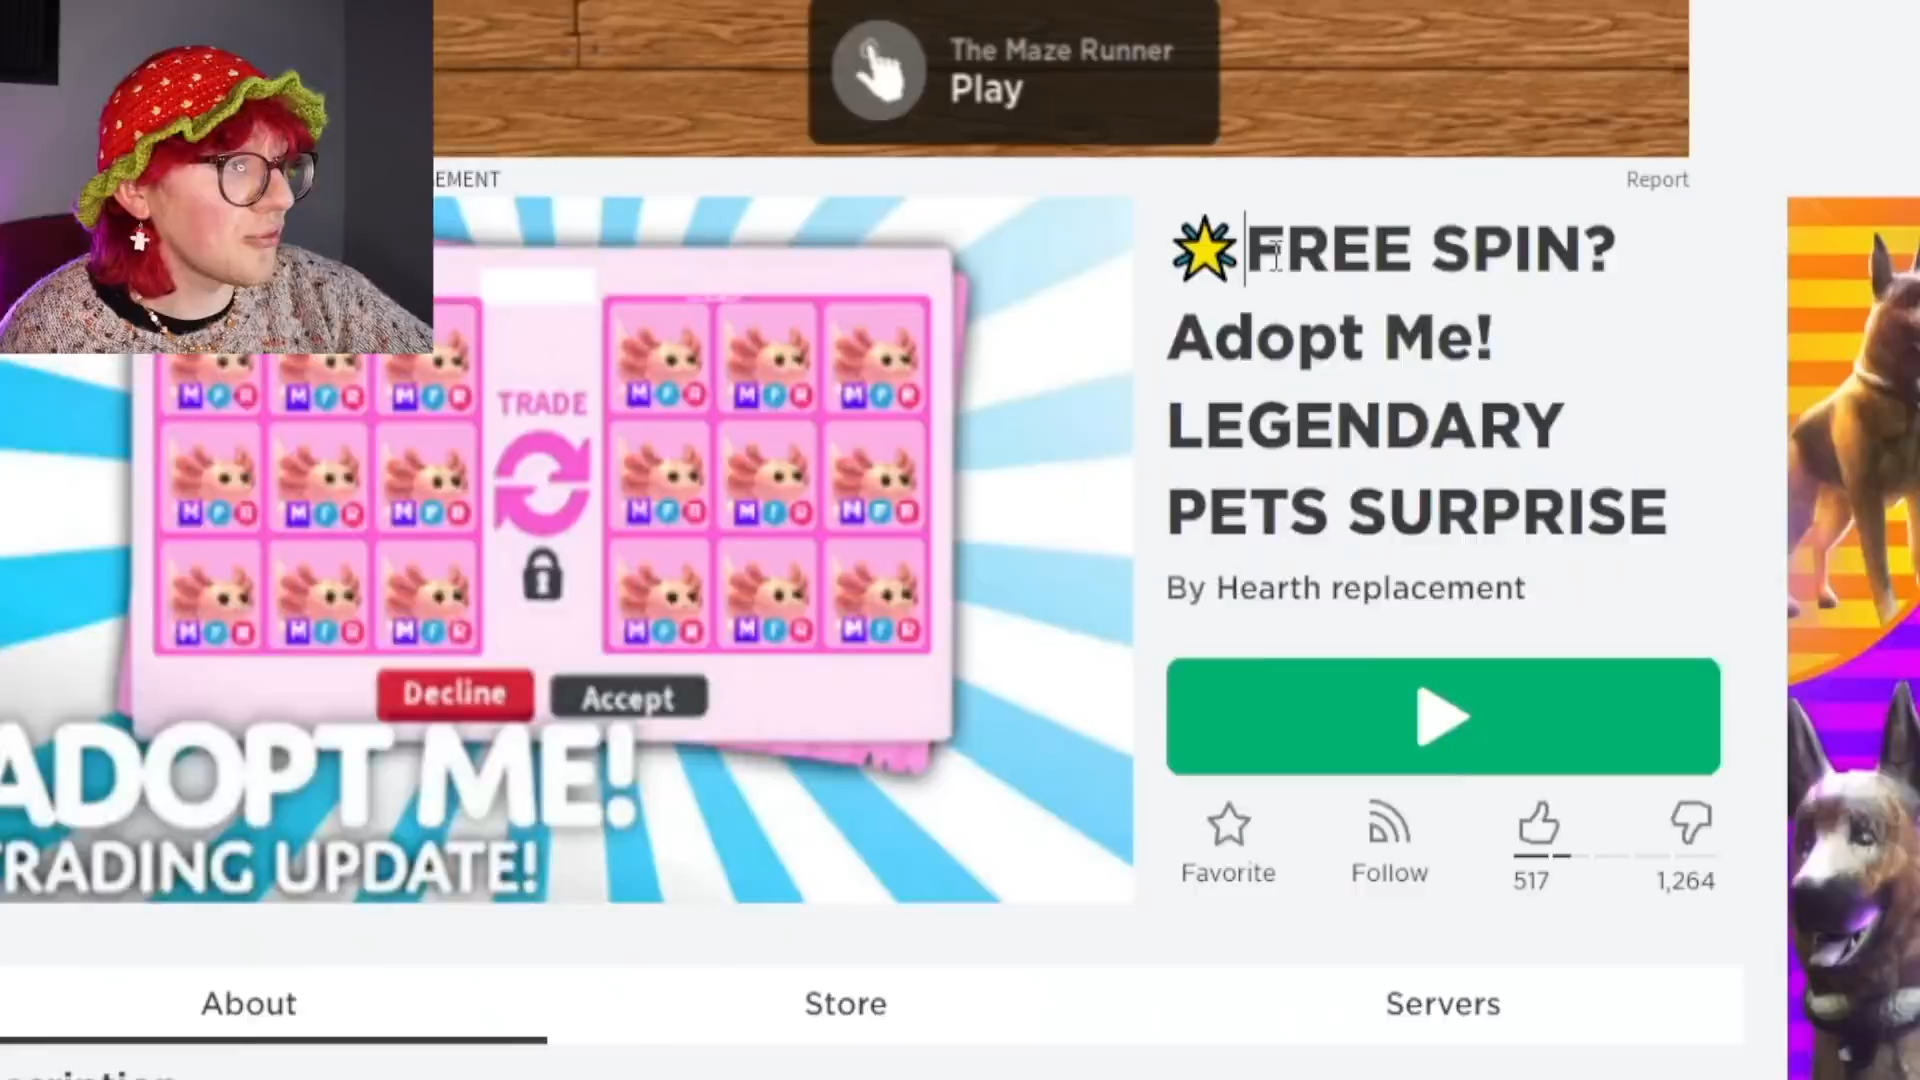 The Maze Runner
Play
EMENT
Report
FREE SPIN?
Adopt Me!
LEGENDARY
PETS SURPRISE
By Hearth replacement
TRADE
Decline
Accept
ADOPT ME!
TRADING UPDATE!
Favorite
Follow
517
1,264
About
Store
Servers